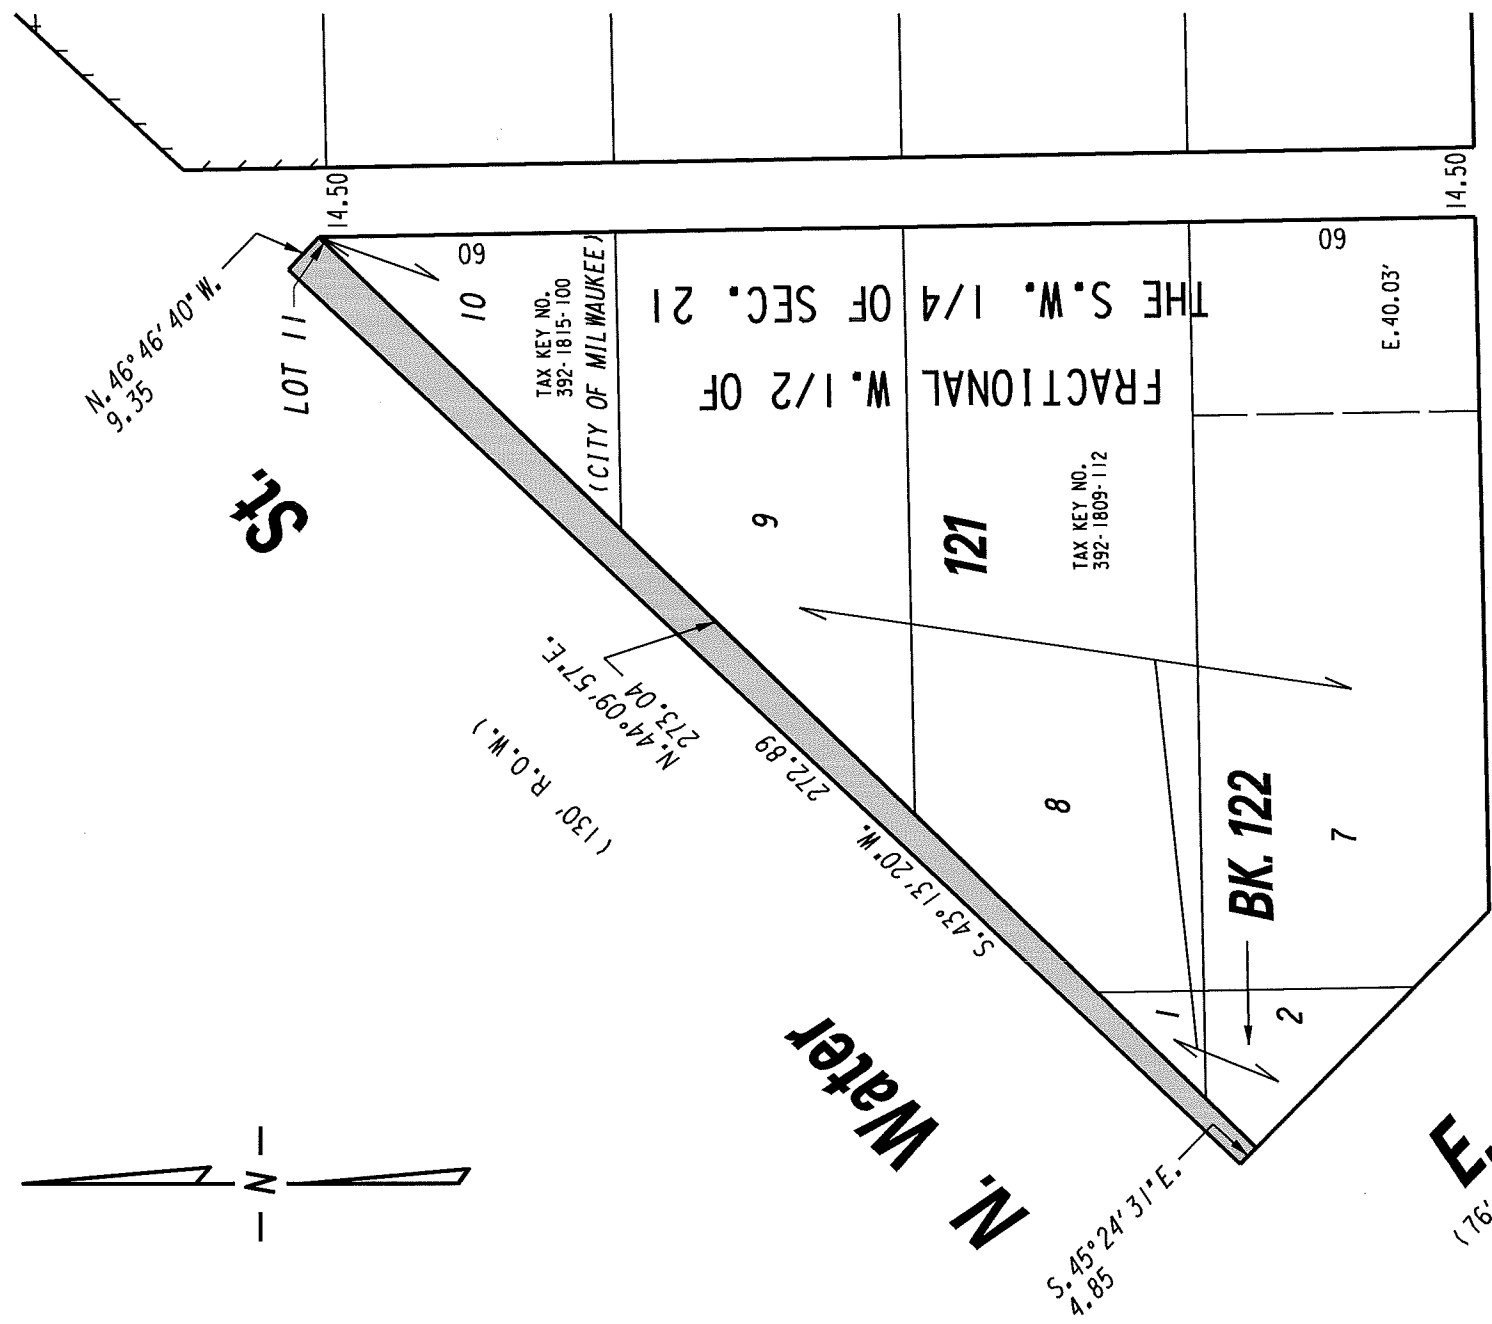 N. 46° 46' 40" W.
9.35
LOT 11
14.50
60
10
TAX KEY NO.
392-1815-100
(CITY OF MILWAUKEE)
THE S.W. 1/4 OF SEC. 21
FRACTIONAL W. 1/2 OF
14.50
60
E. 40.03'
St.
9
121
TAX KEY NO.
392-1809-112
N. 44° 09' 57" E.
273.04
(130' R.O.W.)
272.89
S. 43° 13' 20" W.
8
BK. 122
7
1
2
N. Water
N
S. 45° 24' 31" E.
4.85
E.
(76'